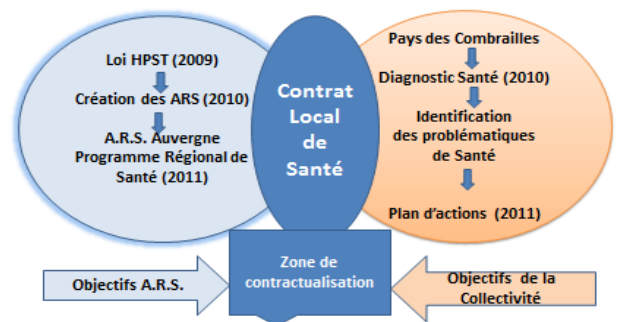 Loi HPST (2009)
Création des ARS (2010)
A.R.S. Auvergne
Programme Régional de
Santé (2011)
Contrat
Local
de
Santé
Pays des Combrailles
Diagnostic Santé (2010)
Identification
des problématiques
de Santé
Plan d'actions (2011)
Objectifs A.R.S.
Zone de
contractualisation
Objectifs de la
Collectivité